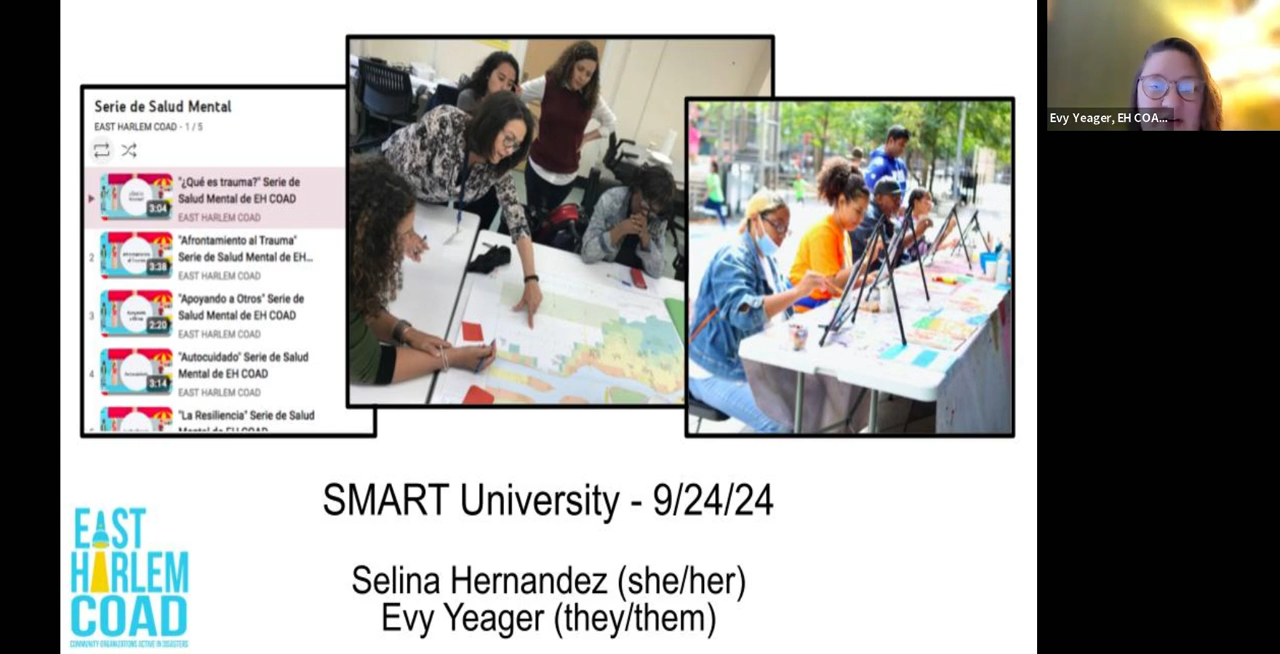 Serie de Salud Mental
EAST HARLEM COAD - 1 / 5
"¿Qué es trauma?" Serie de
Salud Mental de EH COAD
3:04
EAST HARLEM COAD
2
"Afrontamiento al Trauma"
Serie de Salud Mental de EH...
3:38
EAST HARLEM COAD
3
"Apoyando a Otros" Serie de
Salud Mental de EH COAD
2:20
EAST HARLEM COAD
4
"Autocuidado" Serie de Salud
Mental de EH COAD
3:14
EAST HARLEM COAD
"La Resiliencia" Serie de Salud
Mental de EH COAD
SMART University - 9/24/24
Selina Hernandez (she/her)
Evy Yeager (they/them)
EAST
HARLEM
COAD
COMMUNITY ORGANIZATIONS ACTIVE IN DISASTERS
Evy Yeager, EH COA...